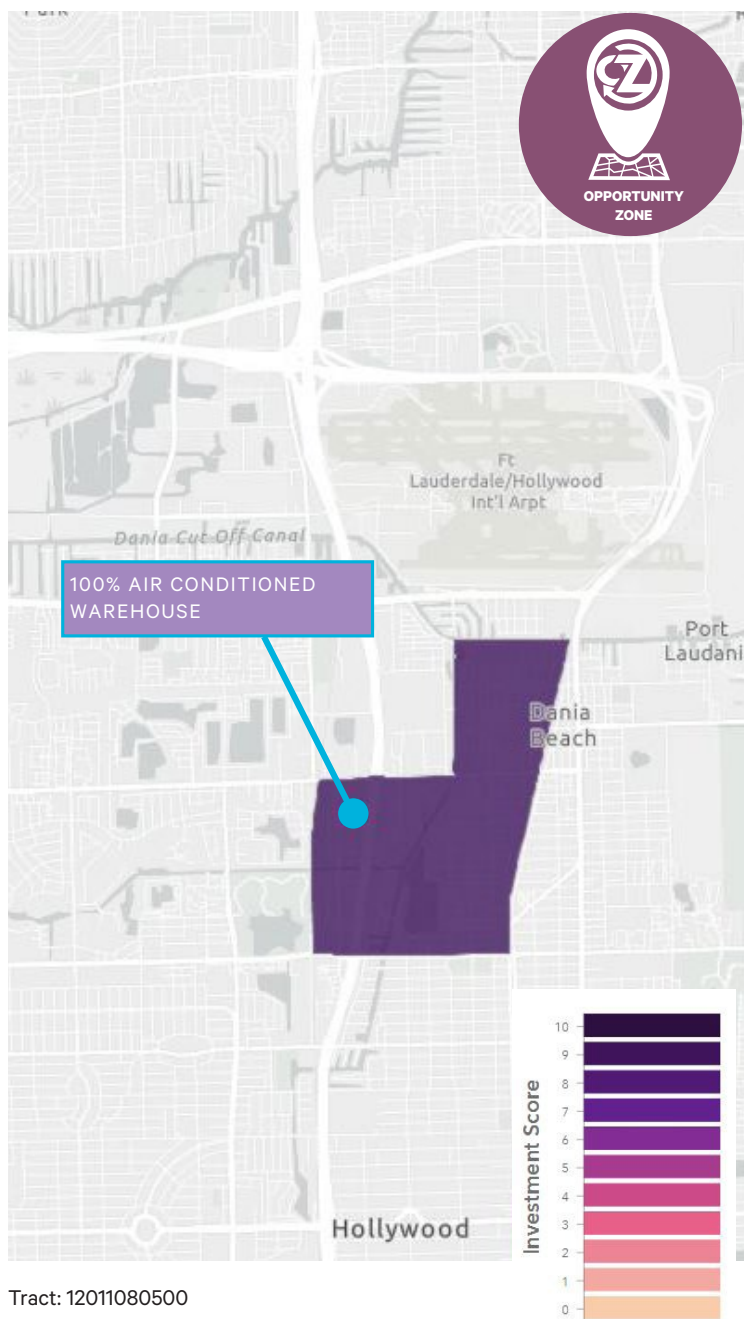 OPPORTUNITY
ZONE
Ft
Lauderdale/Hollywood
Int'l Arpt
Dania Cut Off Canal
100% AIR CONDITIONED
WAREHOUSE
Port
Laudani
Dania
Beach
Hollywood
Investment Score
10
9
8
7
6
5
4
3
2
1
0
Tract: 12011080500